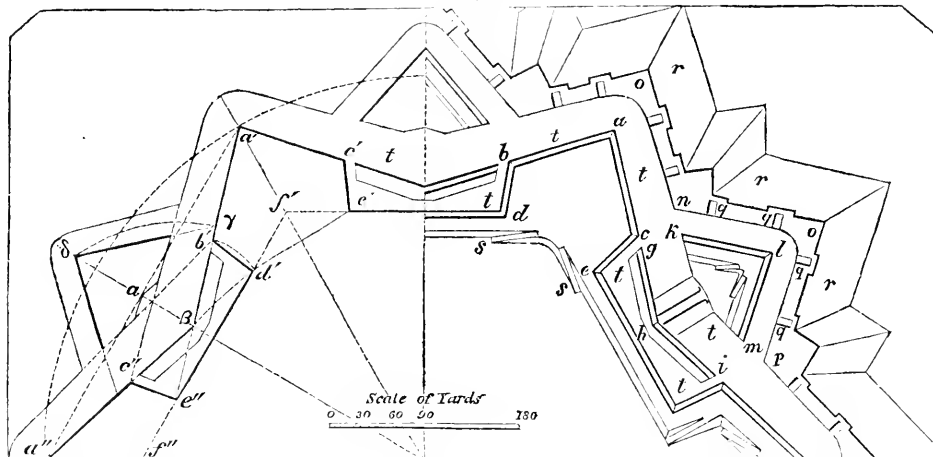 r
o
a' a
t t
c' t b n
q q
f' e' t d γ c k l o
g
δ b d' s e t q r
a s
β h t q
m p
i
c'' e'' t
Scale of Yards
0 30 60 90 180
a'' f''